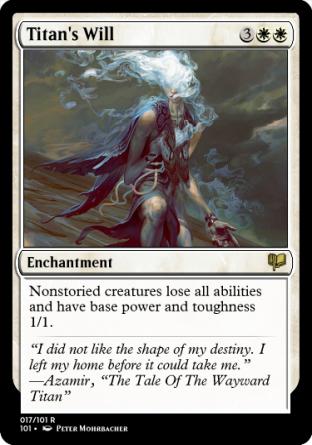 Titan's Will 3
Enchantment
Nonstoried creatures lose all abilities
and have base power and toughness
1/1.
“I did not like the shape of my destiny. I
left my home before it could take me.”
—Azamir, “The Tale Of The Wayward
Titan”
017/101 R
101 • Peter Mohrbacher